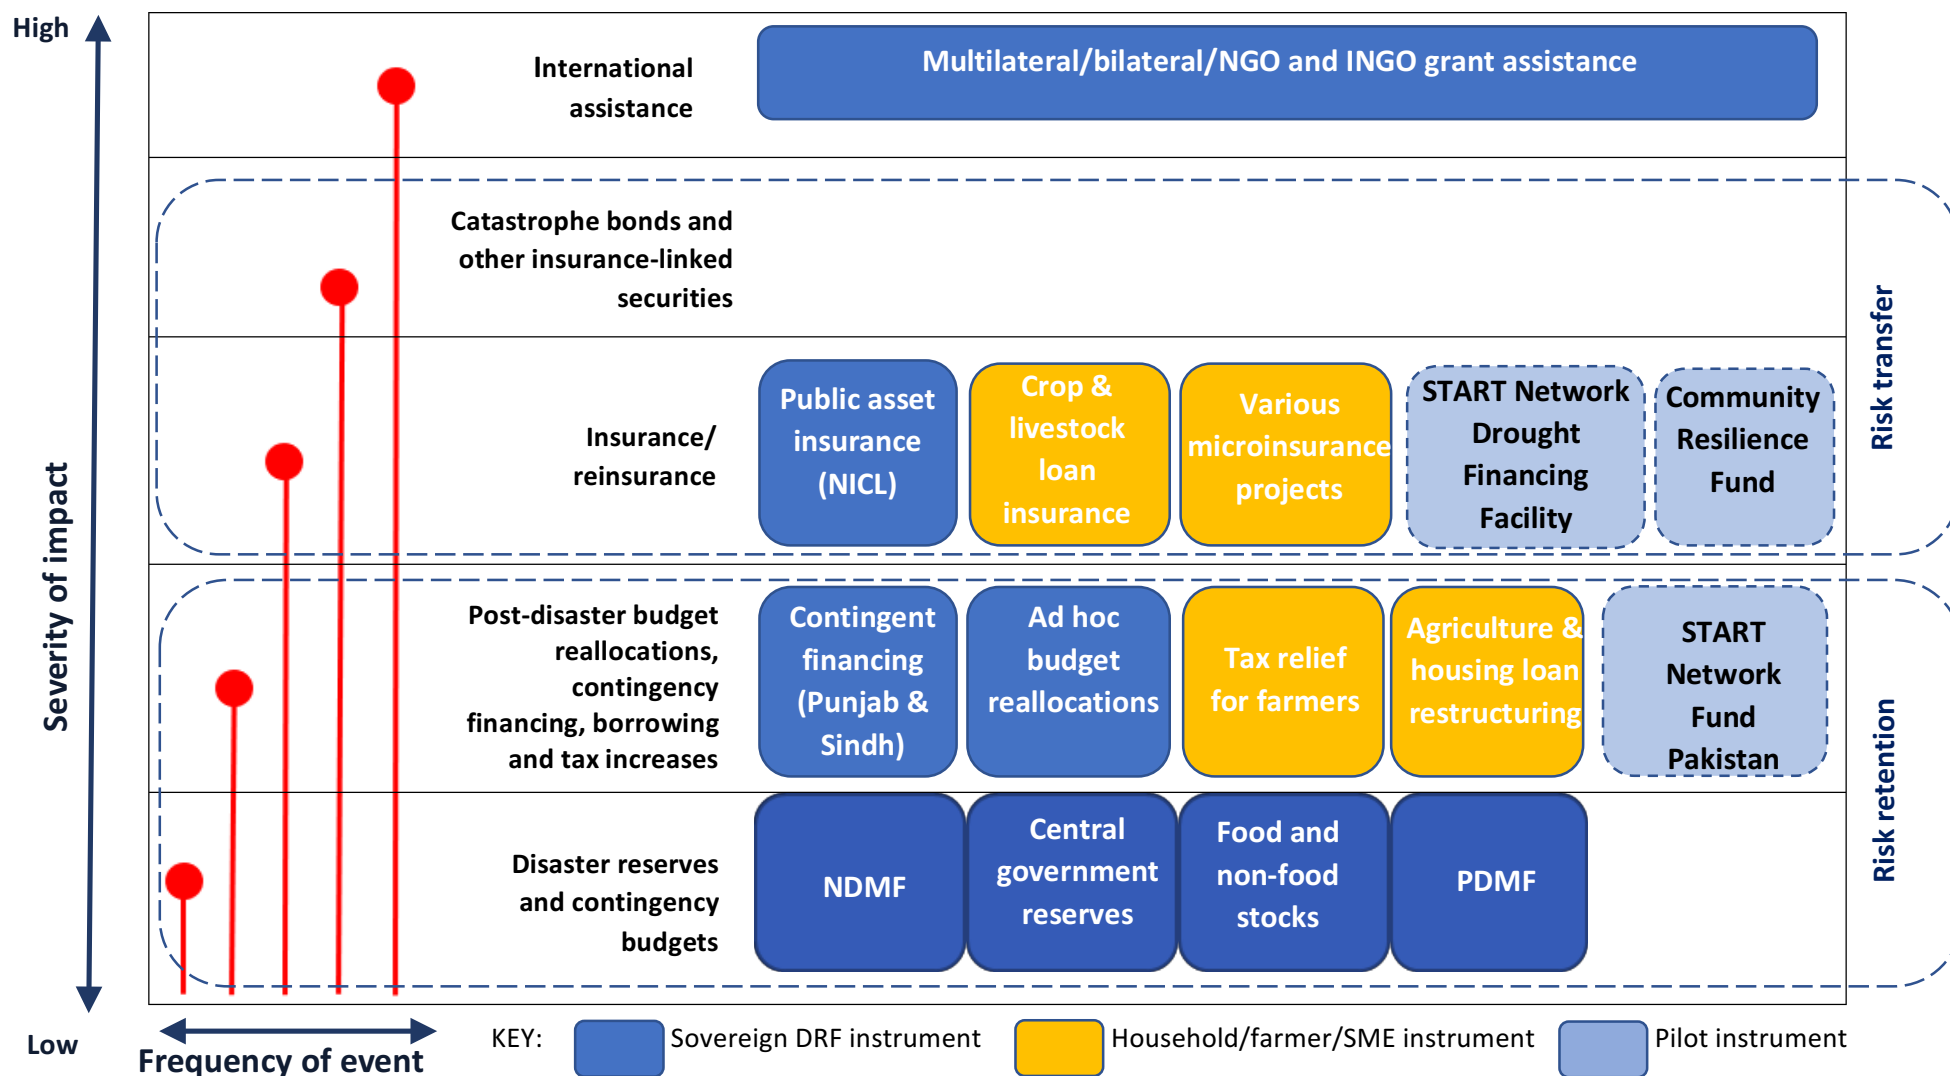 High
International
assistance
Multilateral/bilateral/NGO and INGO grant assistance
Catastrophe bonds and
other insurance-linked
securities
Risk transfer
Insurance/
reinsurance
Public asset
insurance
(NICL)
Crop &
livestock
loan
insurance
Various
microinsurance
projects
START Network
Drought
Financing
Facility
Community
Resilience
Fund
Severity of impact
Post-disaster budget
reallocations,
contingency
financing, borrowing
and tax increases
Contingent
financing
(Punjab &
Sindh)
Ad hoc
budget
reallocations
Tax relief
for farmers
Agriculture &
housing loan
restructuring
START
Network
Fund
Pakistan
Risk retention
Disaster reserves
and contingency
budgets
NDMF
Central
government
reserves
Food and
non-food
stocks
PDMF
Low
Frequency of event
KEY:
Sovereign DRF instrument
Household/farmer/SME instrument
Pilot instrument